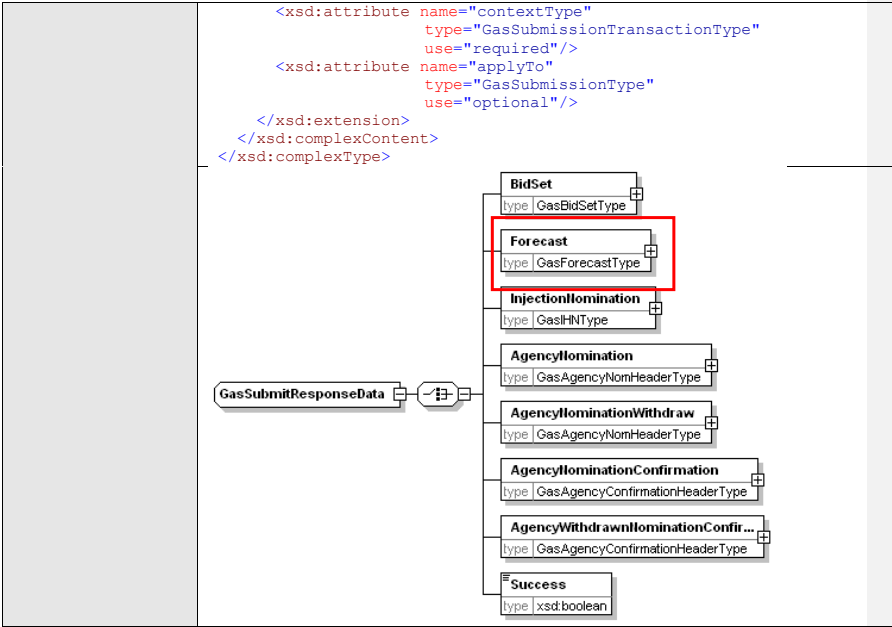 <xsd:attribute name="contextType"
type="GasSubmissionTransactionType"
use="required"/>
<xsd:attribute name="applyTo"
type="GasSubmissionType"
use="optional"/>
</xsd:extension>
</xsd:complexContent>
</xsd:complexType>
BidSet
type GasBidSetType
Forecast
type GasForecastType
InjectionNomination
type GasIHNType
AgencyNomination
type GasAgencyNomHeaderType
GasSubmitResponseData
AgencyNominationWithdraw
type GasAgencyNomHeaderType
AgencyNominationConfirmation
type GasAgencyConfirmationHeaderType
AgencyWithdrawnNominationConfir...
type GasAgencyConfirmationHeaderType
Success
type xsd:boolean